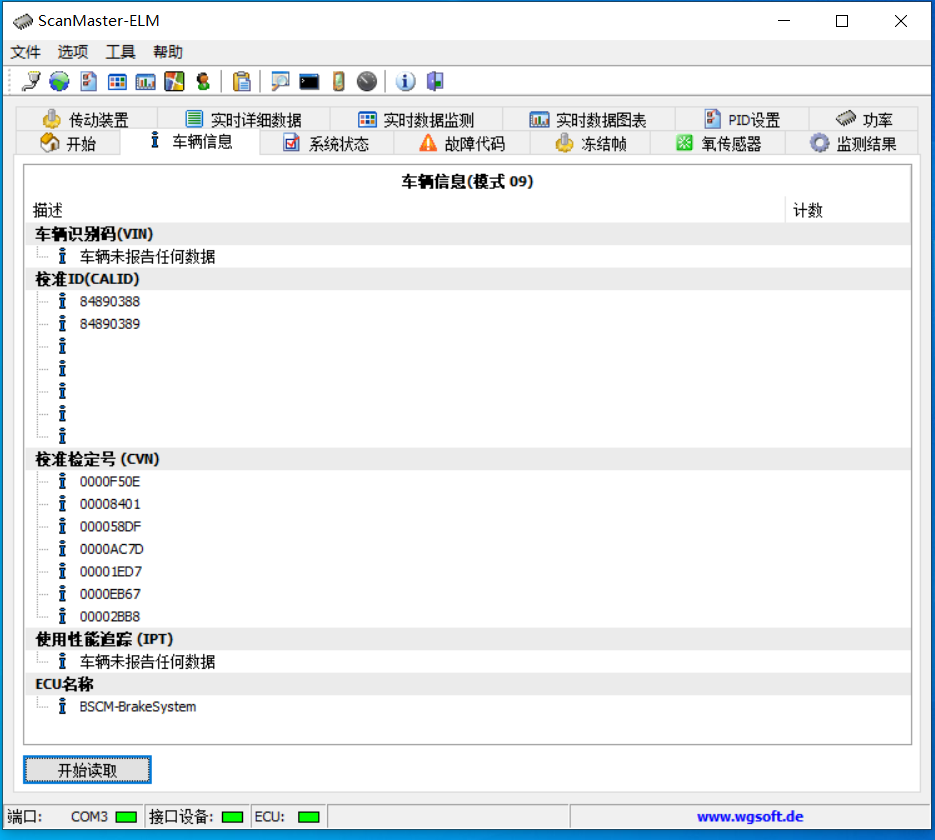 ScanMaster-ELM
文件 选项 工具 帮助
传动装置 实时详细数据 实时数据监测 实时数据图表 PID设置 功率
开始 车辆信息 系统状态 故障代码 冻结帧 氧传感器 监测结果
车辆信息(模式 09)
描述 计数
车辆识别码(VIN)
车辆未报告任何数据
校准ID(CALID)
84890388
84890389
校准检定号 (CVN)
0000F50E
00008401
000058DF
0000AC7D
00001ED7
0000EB67
00002BB8
使用性能追踪 (IPT)
车辆未报告任何数据
ECU名称
BSCM-BrakeSystem
开始读取
端口: COM3 接口设备: ECU: www.wgsoft.de